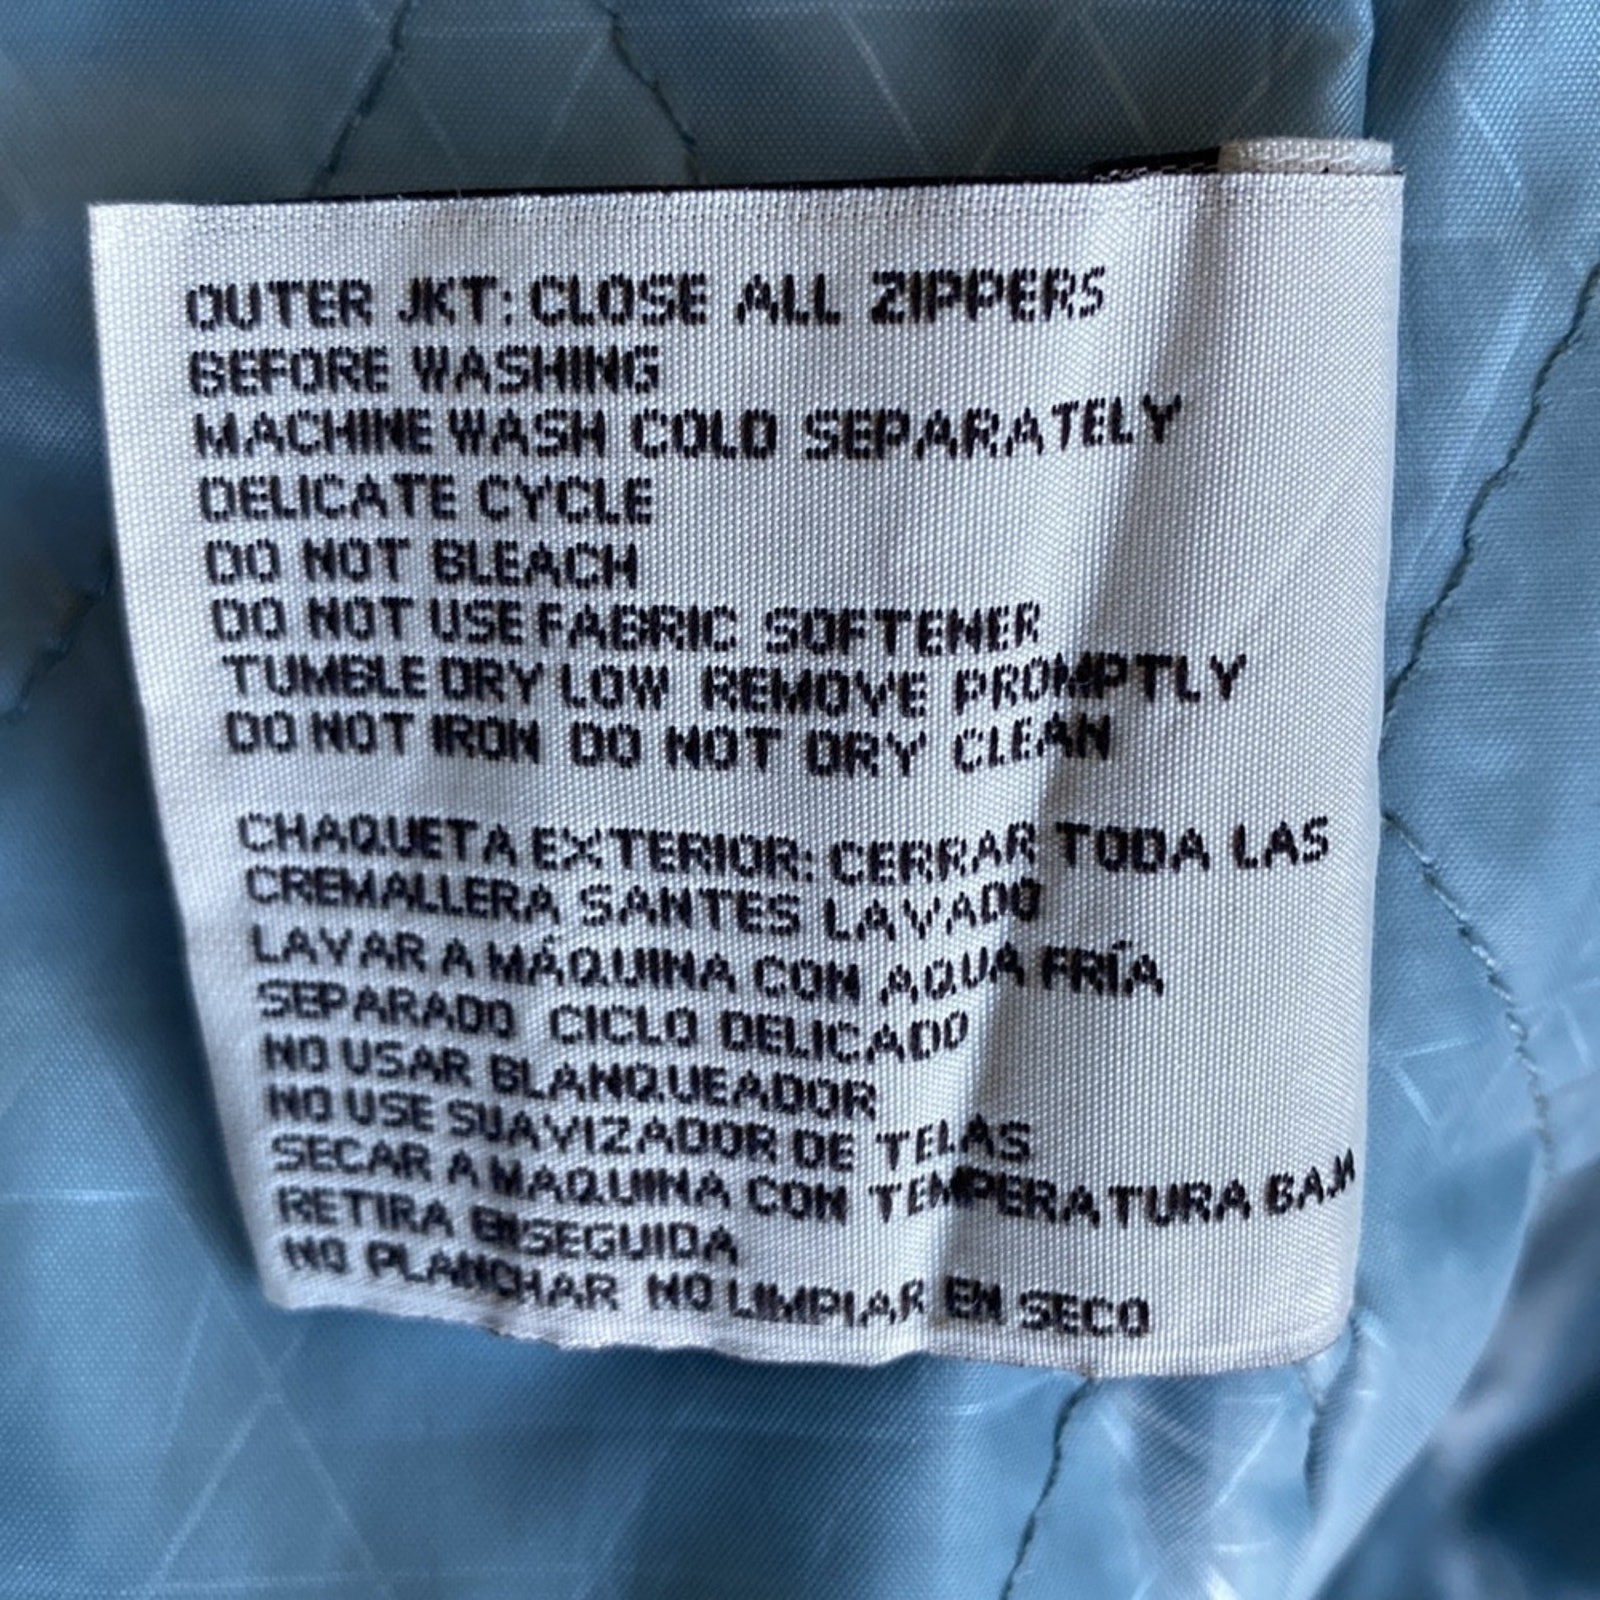 OUTER JKT: CLOSE ALL ZIPPERS
BEFORE WASHING
MACHINE WASH COLD SEPARATELY
DELICATE CYCLE
DO NOT BLEACH
DO NOT USE FABRIC SOFTENER
TUMBLE DRY LOW REMOVE PROMPTLY
DO NOT IRON DO NOT DRY CLEAN
CHAQUETA EXTERIOR: CERRAR TODA LAS
CREMALLERA SANTES LAVADO
LAVAR A MÁQUINA CON AQUA FRÍA
SEPARADO CICLO DELICADO
NO USAR BLANQUEADOR
NO USE SUAVIZADOR DE TELAS
SECAR A MAQUINA CON TEMPERATURA BAJA
RETIRA ENSEGUIDA
NO PLANCHAR NO LIMPIAR EN SECO